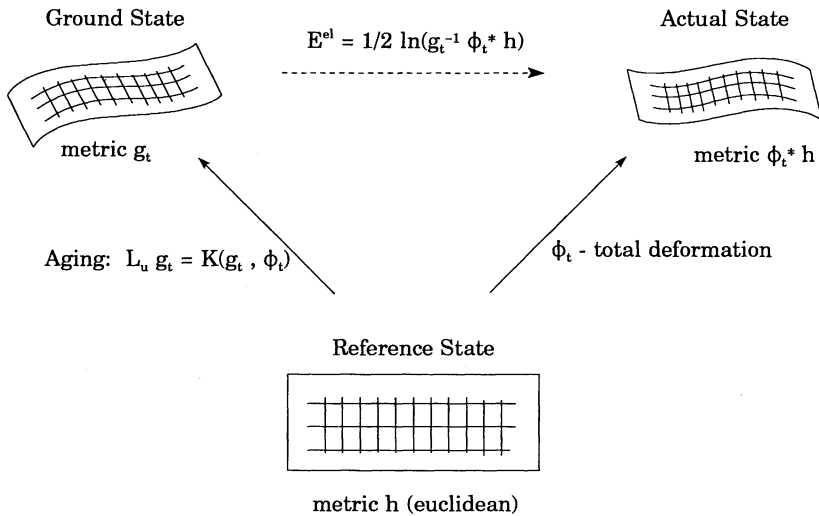 Ground State
Actual State
E^el = 1/2 ln(g_t^-1 ϕ_t* h)
metric g_t
metric ϕ_t* h
Aging: L_u g_t = K(g_t , ϕ_t)
ϕ_t - total deformation
Reference State
metric h (euclidean)